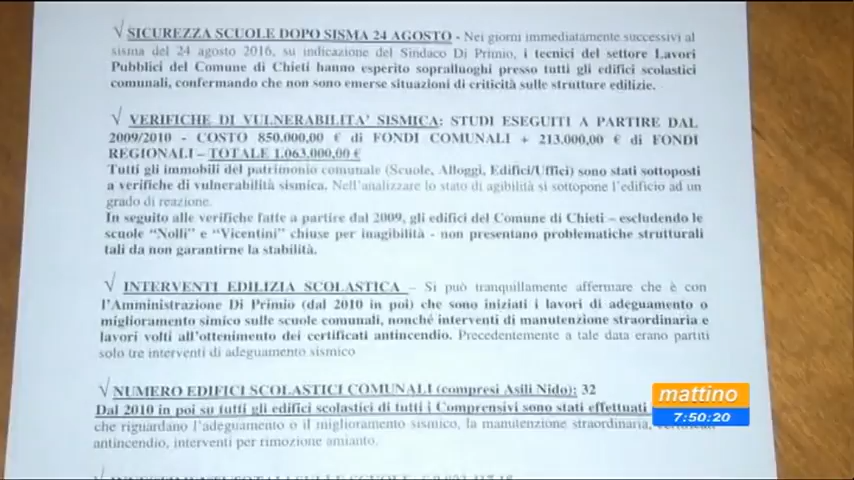 √ SICUREZZA SCUOLE DOPO SISMA 24 AGOSTO - Nei giorni immediatamente successivi al
sisma del 24 agosto 2016, su indicazione del Sindaco Di Primio, i tecnici del settore Lavori
Pubblici del Comune di Chieti hanno esperito sopralluoghi presso tutti gli edifici scolastici
comunali, confermando che non sono emerse situazioni di criticità sulle strutture edilizie.
√ VERIFICHE DI VULNERABILITA' SISMICA: STUDI ESEGUITI A PARTIRE DAL
2009/2010 - COSTO 850.000,00 € di FONDI COMUNALI + 213.000,00 € di FONDI
REGIONALI – TOTALE 1.063.000,00 €
Tutti gli immobili del patrimonio comunale (Scuole, Alloggi, Edifici/Uffici) sono stati sottoposti
a verifiche di vulnerabilità sismica. Nell'analizzare lo stato di agibilità si sottopone l'edificio ad un
grado di reazione.
In seguito alle verifiche fatte a partire dal 2009, gli edifici del Comune di Chieti – escludendo le
scuole "Nolli" e "Vicentini" chiuse per inagibilità - non presentano problematiche strutturali
tali da non garantirne la stabilità.
√ INTERVENTI EDILIZIA SCOLASTICA – Si può tranquillamente affermare che è con
l'Amministrazione Di Primio (dal 2010 in poi) che sono iniziati i lavori di adeguamento o
miglioramento simico sulle scuole comunali, nonché interventi di manutenzione straordinaria e
lavori volti all'ottenimento dei certificati antincendio. Precedentemente a tale data erano partiti
solo tre interventi di adeguamento sismico
√ NUMERO EDIFICI SCOLASTICI COMUNALI (compresi Asili Nido): 32
Dal 2010 in poi su tutti gli edifici scolastici di tutti i Comprensivi sono stati effettuati
che riguardano l'adeguamento o il miglioramento sismico, la manutenzione straordinaria,
antincendio, interventi per rimozione amianto.
mattino
7:50:20